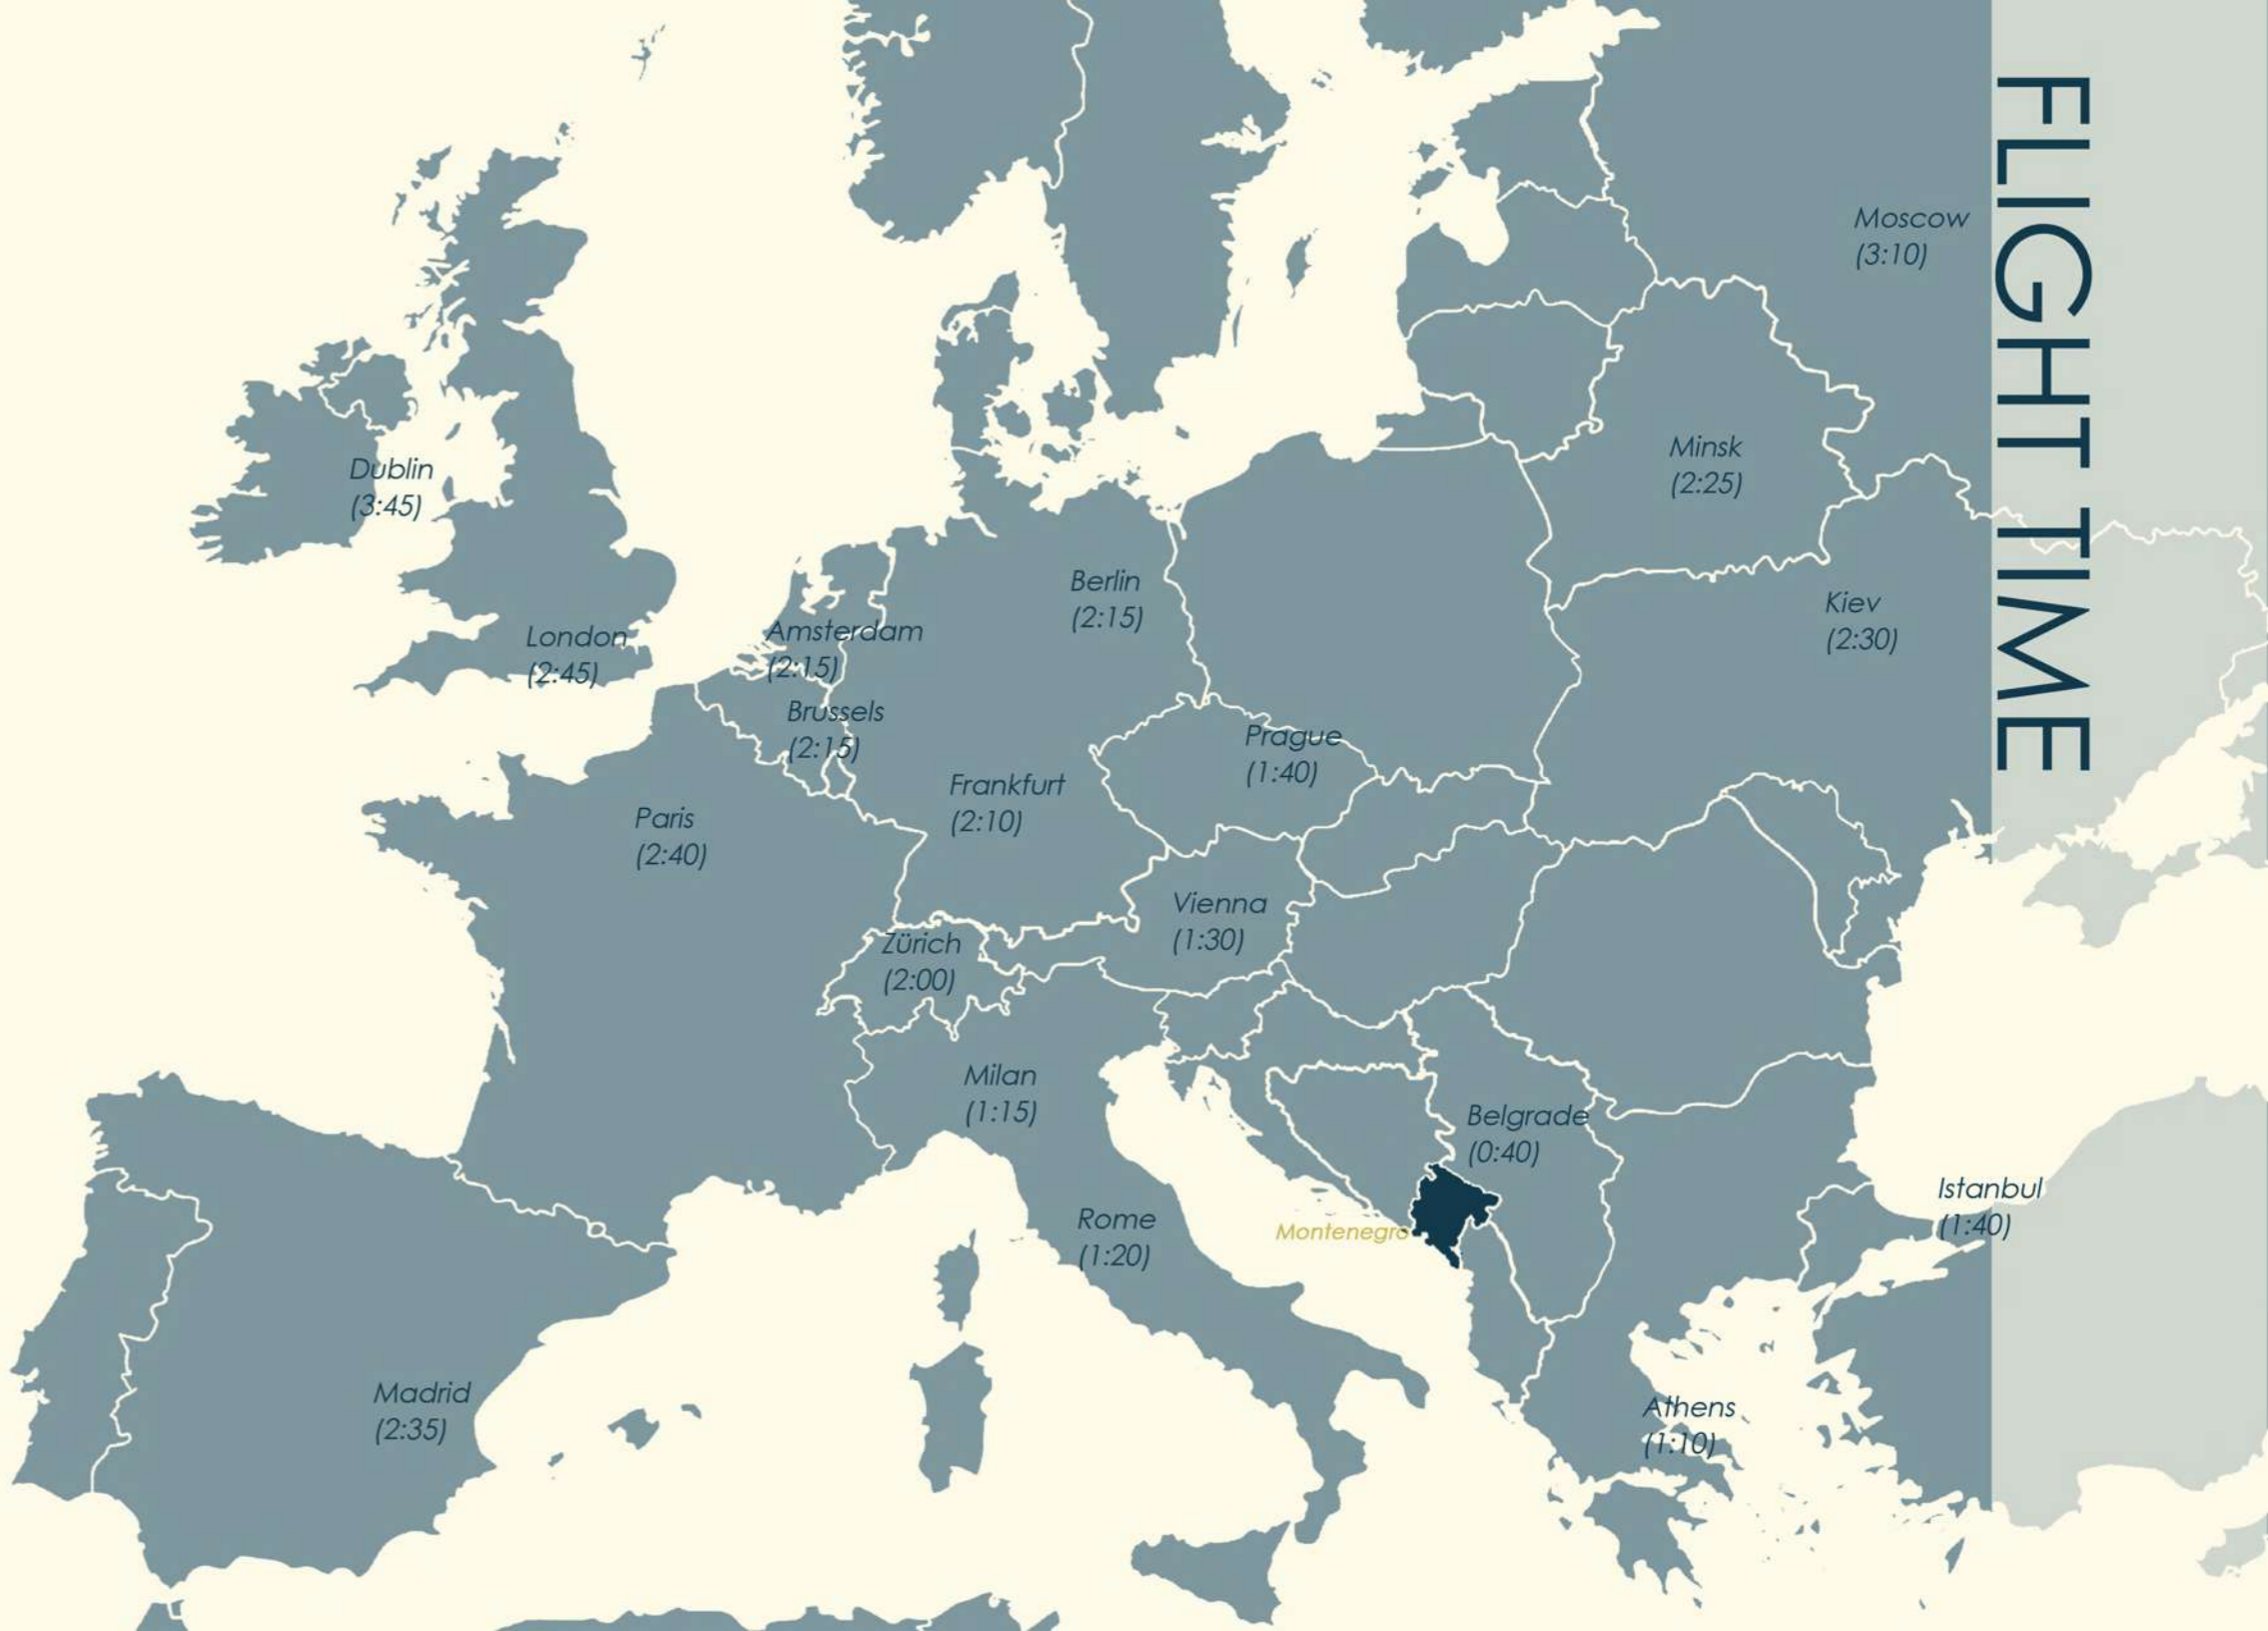 FLIGHT TIME
Moscow
(3:10)
Minsk
(2:25)
Dublin
(3:45)
Berlin
(2:15)
Kiev
(2:30)
London
(2:45)
Amsterdam
(2:15)
Brussels
(2:15)
Prague
(1:40)
Frankfurt
(2:10)
Paris
(2:40)
Vienna
(1:30)
Zürich
(2:00)
Milan
(1:15)
Belgrade
(0:40)
Istanbul
(1:40)
Rome
(1:20)
Montenegro
Madrid
(2:35)
Athens
(1:10)